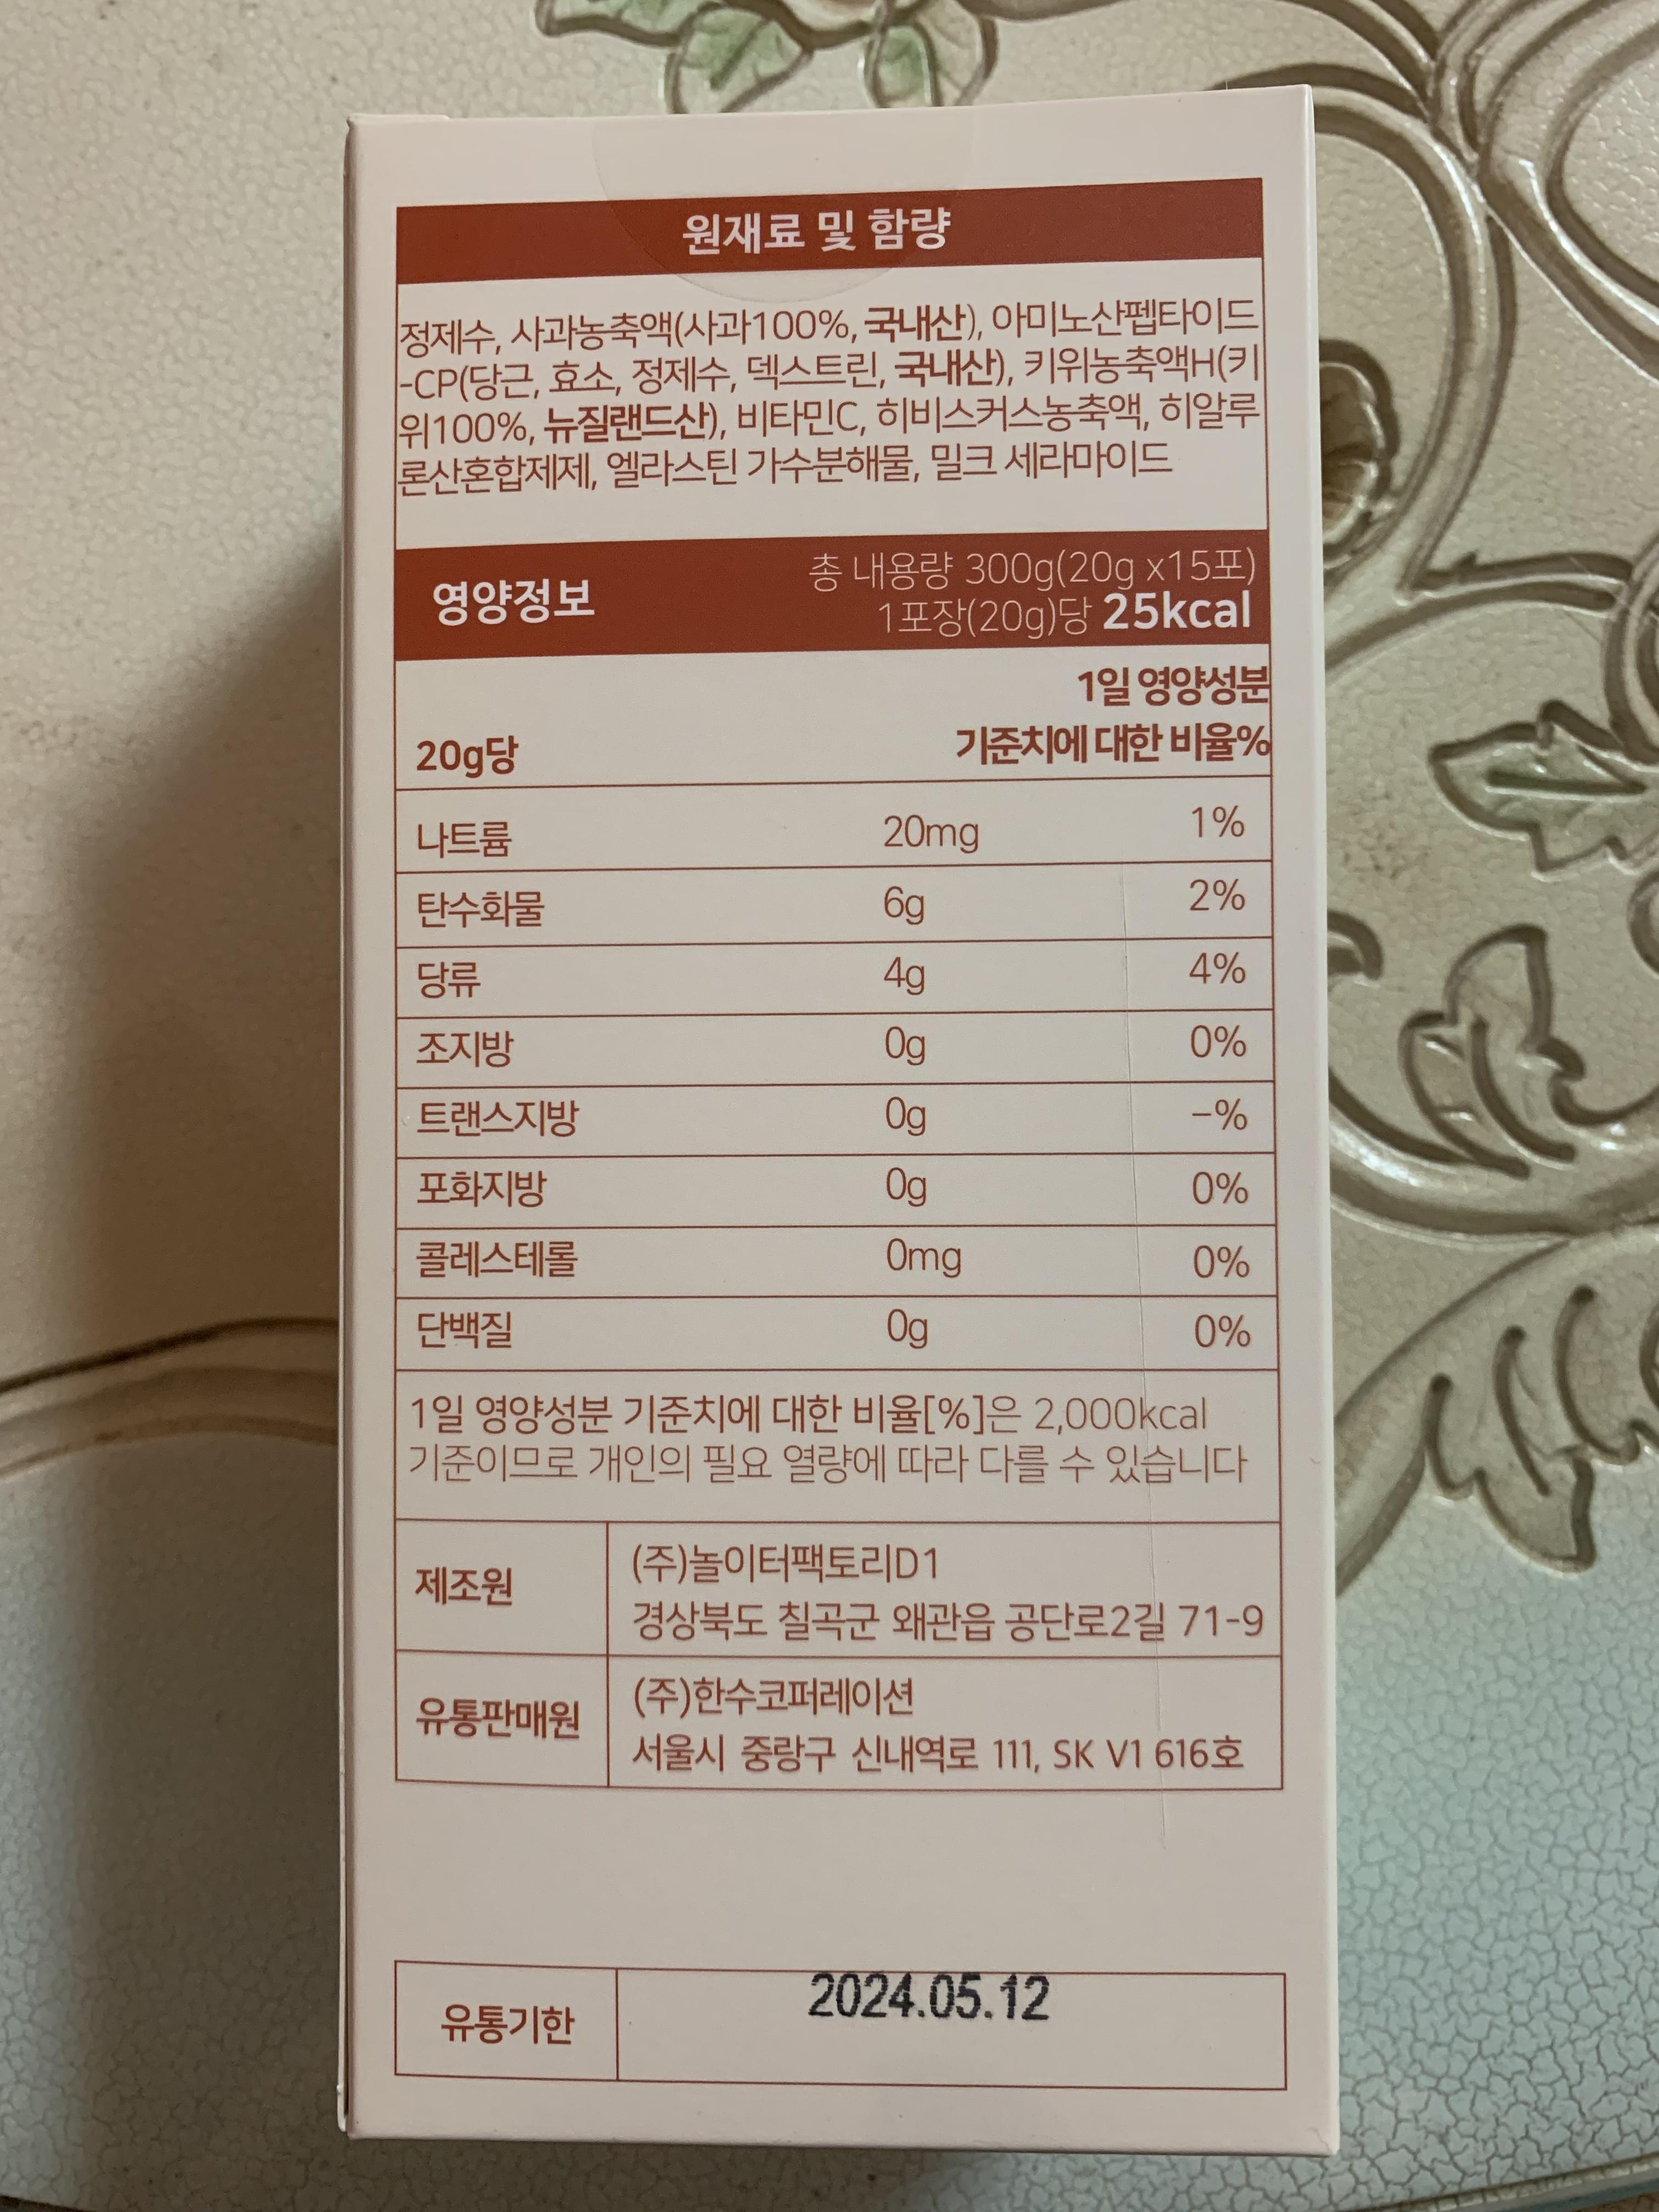 원재료 및 함량
정제수, 사과농축액(사과100%, 국내산), 아미노산펩타이드
-CP(당근, 효소, 정제수, 덱스트린, 국내산), 키위농축액H(키
위100%, 뉴질랜드산), 비타민C, 히비스커스농축액, 히알루
론산혼합제제, 엘라스틴 가수분해물, 밀크 세라마이드
영양정보
총 내용량 300g(20g x15포)
1포장(20g)당 25kcal
1일 영양성분
20g당 기준치에 대한 비율%
나트륨 20mg 1%
탄수화물 6g 2%
당류 4g 4%
조지방 0g 0%
트랜스지방 0g -%
포화지방 0g 0%
콜레스테롤 0mg 0%
단백질 0g 0%
1일 영양성분 기준치에 대한 비율[%]은 2,000kcal
기준이므로 개인의 필요 열량에 따라 다를 수 있습니다
제조원
(주)놀이터팩토리D1
경상북도 칠곡군 왜관읍 공단로2길 71-9
유통판매원
(주)한수코퍼레이션
서울시 중랑구 신내역로 111, SK V1 616호
유통기한 2024.05.12